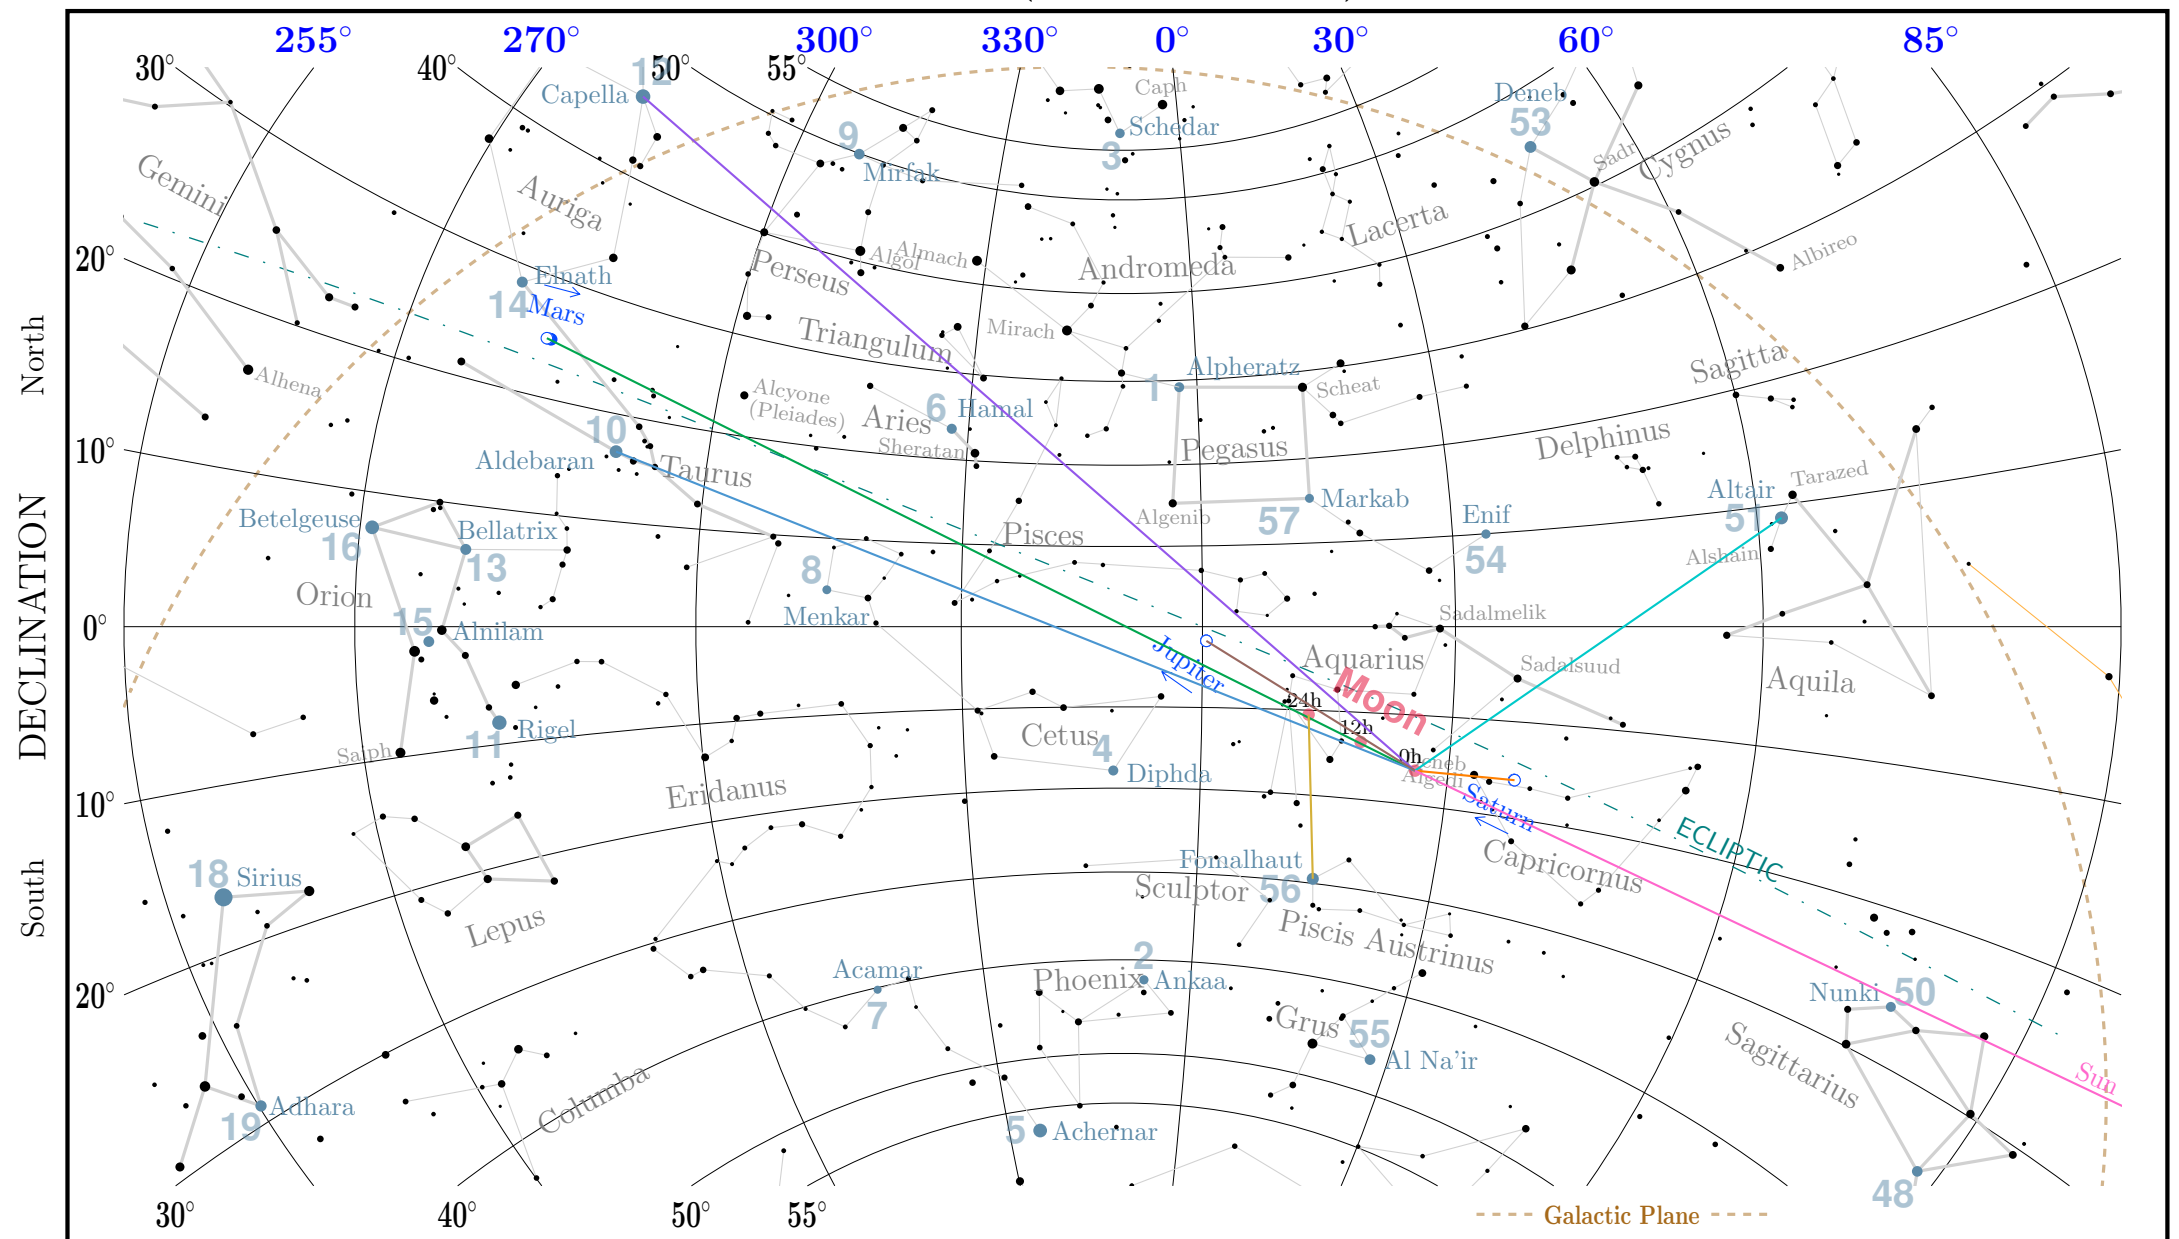 255° 270° 300° 330° 0° 30° 60° 85°
30° 40° 50° 55°
12
Capella
Caph
Schedar
3
9
Mirfak
Deneb
53
Sadr
Cygnus
Gemini
Auriga
Lacerta
Albireo
20°
Elnath
14
Mars
Perseus
Algol
Almach
Andromeda
North
Triangulum
Mirach
Alpheratz
1
Scheat
Sagitta
Alhena
Alcyone
(Pleiades)
Aries
6
Hamal
Sheratan
Pegasus
Delphinus
10°
10
Aldebaran
Taurus
Algenib
Markab
57
Enif
54
Altair
51
Tarazed
Alshain
Betelgeuse
16
Bellatrix
13
Pisces
Orion
8
Menkar
DECLINATION
0°
15
Alnilam
Sadalmelik
Jupiter
Aquarius
Moon
Sadalsuud
Aquila
24h
12h
0h
Saiph
11
Rigel
Cetus
4
Diphda
Algedi
Saturn
10°
Eridanus
ECLIPTIC
South
18
Sirius
Lepus
Fomalhaut
56
Sculptor
Capricornus
Piscis Austrinus
20°
Acamar
7
Phoenix
2
Ankaa
Nunki
50
Grus
55
Al Na'ir
Sagittarius
Sun
Adhara
19
Columba
5
Achernar
48
30° 40° 50° 55°
Galactic Plane